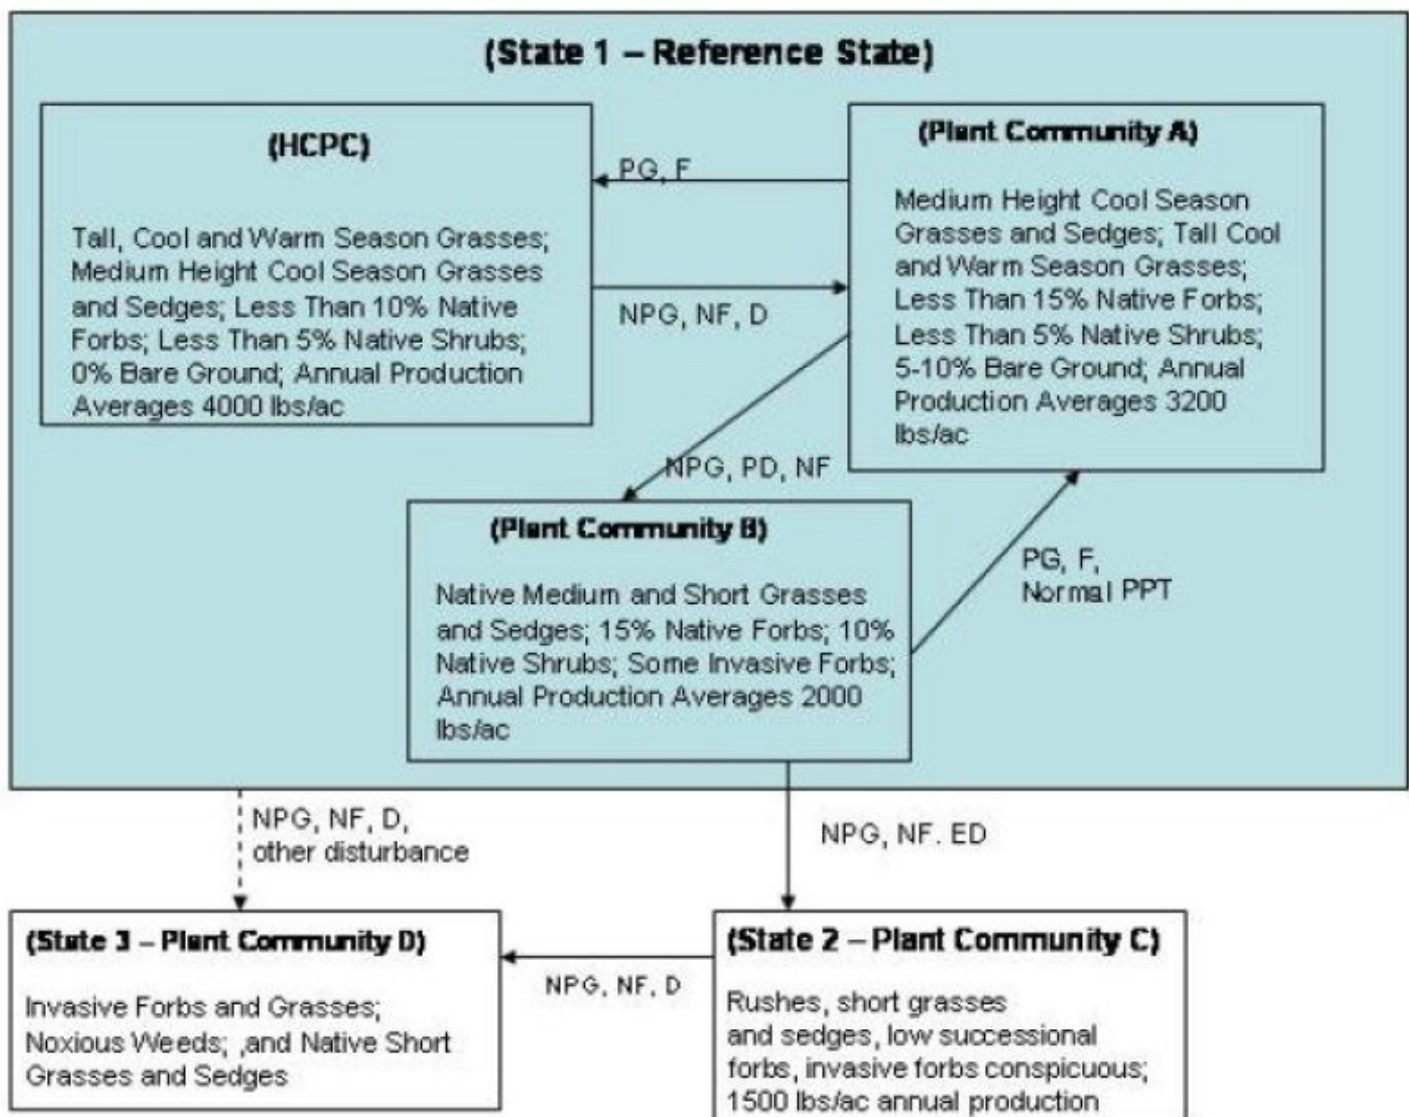 (State 1 – Reference State)
(HCPC)
Tall, Cool and Warm Season Grasses;
Medium Height Cool Season Grasses
and Sedges; Less Than 10% Native
Forbs; Less Than 5% Native Shrubs;
0% Bare Ground; Annual Production
Averages 4000 lbs/ac
PG, F
NPG, NF, D
(Plant Community A)
Medium Height Cool Season
Grasses and Sedges; Tall Cool
and Warm Season Grasses;
Less Than 15% Native Forbs;
Less Than 5% Native Shrubs;
5-10% Bare Ground; Annual
Production Averages 3200
lbs/ac
NPG, PD, NF
(Plant Community B)
Native Medium and Short Grasses
and Sedges; 15% Native Forbs; 10%
Native Shrubs; Some Invasive Forbs;
Annual Production Averages 2000
lbs/ac
PG, F,
Normal PPT
NPG, NF, D,
other disturbance
NPG, NF. ED
(State 3 – Plant Community D)
Invasive Forbs and Grasses;
Noxious Weeds; ,and Native Short
Grasses and Sedges
NPG, NF, D
(State 2 – Plant Community C)
Rushes, short grasses
and sedges, low successional
forbs, invasive forbs conspicuous;
1500 lbs/ac annual production